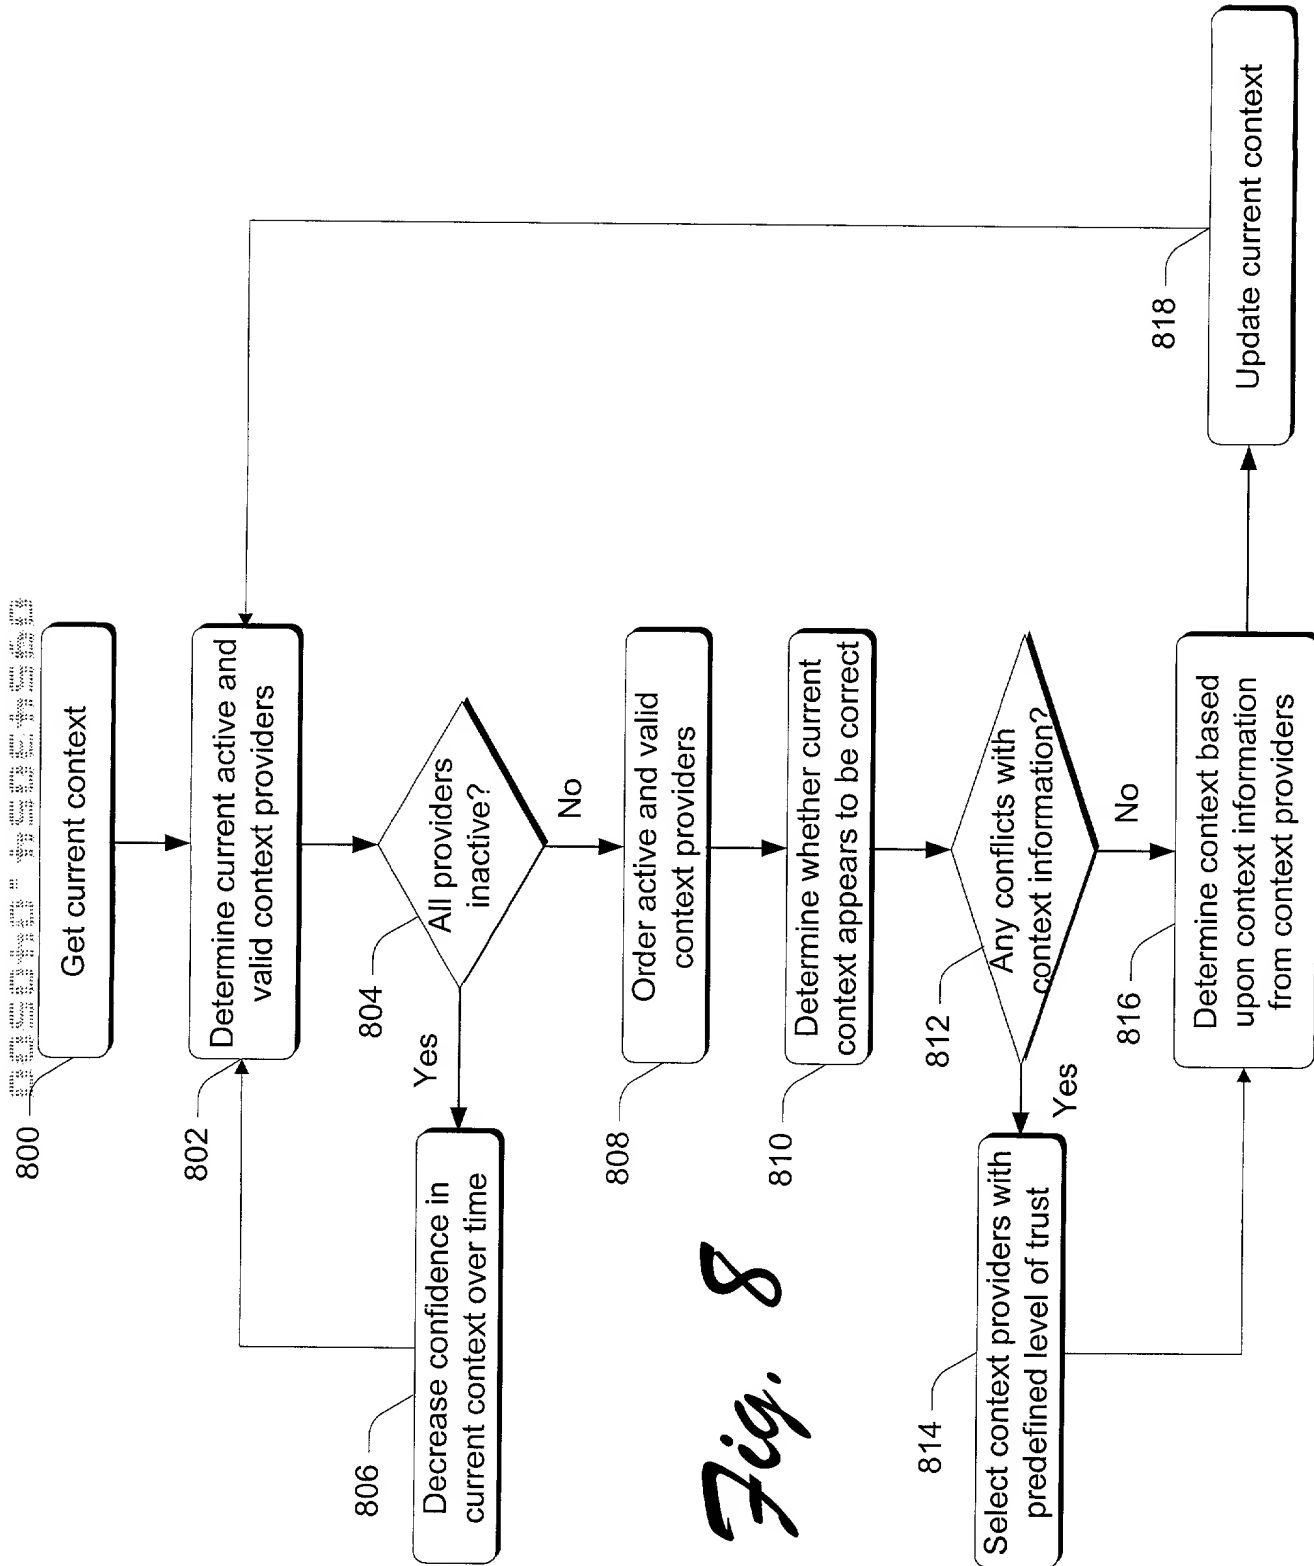 800
Get current context
802
Determine current active and
valid context providers
804
All providers
inactive?
Yes
No
806
Decrease confidence in
current context over time
808
Order active and valid
context providers
810
Determine whether current
context appears to be correct
812
Any conflicts with
context information?
Yes
No
814
Select context providers with
predefined level of trust
816
Determine context based
upon context information
from context providers
818
Update current context
Fig. 8